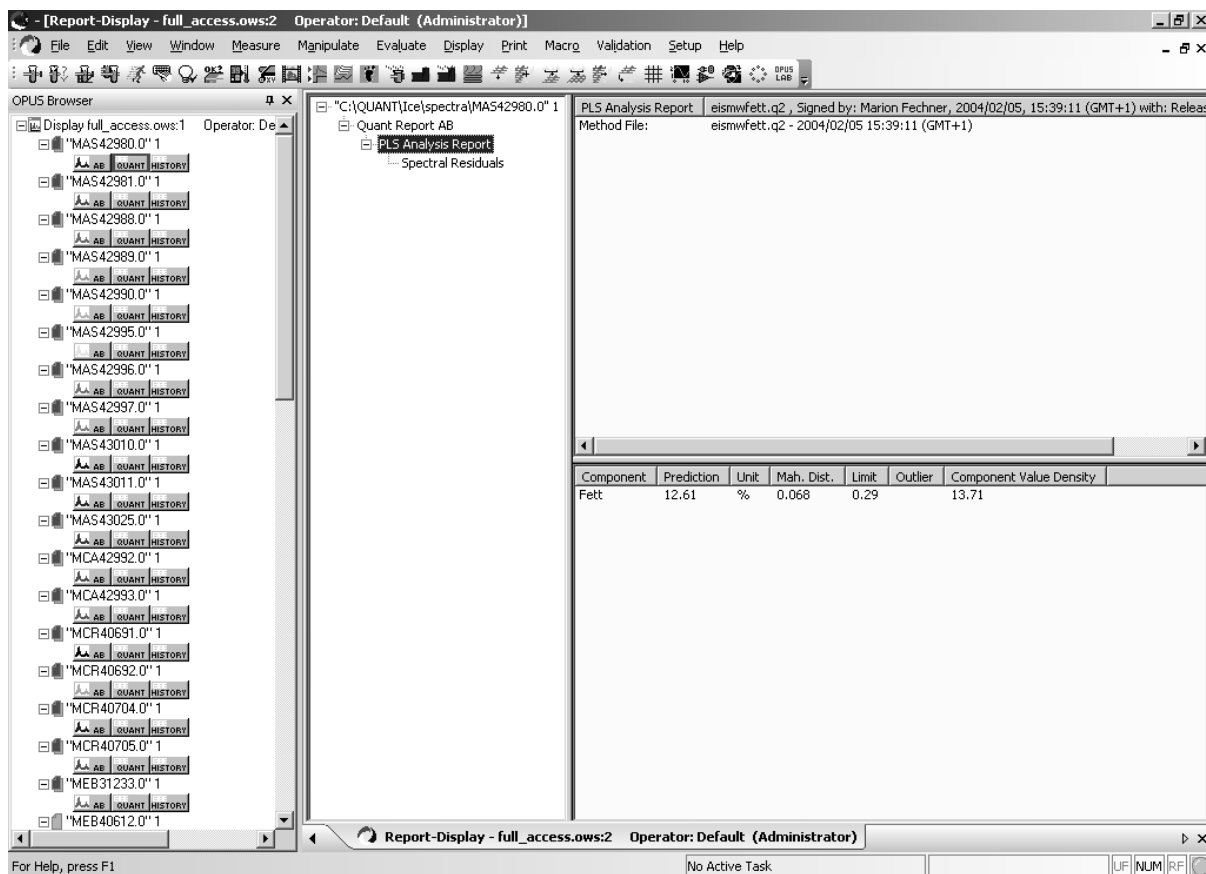 - [Report-Display - full_access.ows:2 Operator: Default (Administrator)]
File Edit View Window Measure Manipulate Evaluate Display Print Macro Validation Setup Help
OPUS LAB
OPUS Browser
Display full_access.ows:1 Operator: De
"MAS42980.0" 1
AB QUANT HISTORY
"MAS42981.0" 1
AB QUANT HISTORY
"MAS42988.0" 1
AB QUANT HISTORY
"MAS42989.0" 1
AB QUANT HISTORY
"MAS42990.0" 1
AB QUANT HISTORY
"MAS42995.0" 1
AB QUANT HISTORY
"MAS42996.0" 1
AB QUANT HISTORY
"MAS42997.0" 1
AB QUANT HISTORY
"MAS43010.0" 1
AB QUANT HISTORY
"MAS43011.0" 1
AB QUANT HISTORY
"MAS43025.0" 1
AB QUANT HISTORY
"MCA42992.0" 1
AB QUANT HISTORY
"MCA42993.0" 1
AB QUANT HISTORY
"MCR40691.0" 1
AB QUANT HISTORY
"MCR40692.0" 1
AB QUANT HISTORY
"MCR40704.0" 1
AB QUANT HISTORY
"MCR40705.0" 1
AB QUANT HISTORY
"MEB31233.0" 1
AB QUANT HISTORY
"MEB40612.0" 1
"C:\QUANT\Ice\spectra\MAS42980.0" 1
Quant Report AB
PLS Analysis Report
Spectral Residuals
PLS Analysis Report eismwfett.q2 , Signed by: Marion Fechner, 2004/02/05, 15:39:11 (GMT+1) with: Releas
Method File: eismwfett.q2 - 2004/02/05 15:39:11 (GMT+1)
Component Prediction Unit Mah. Dist. Limit Outlier Component Value Density
Fett 12.61 % 0.068 0.29 13.71
Report-Display - full_access.ows:2 Operator: Default (Administrator)
For Help, press F1
No Active Task
UF NUM RF